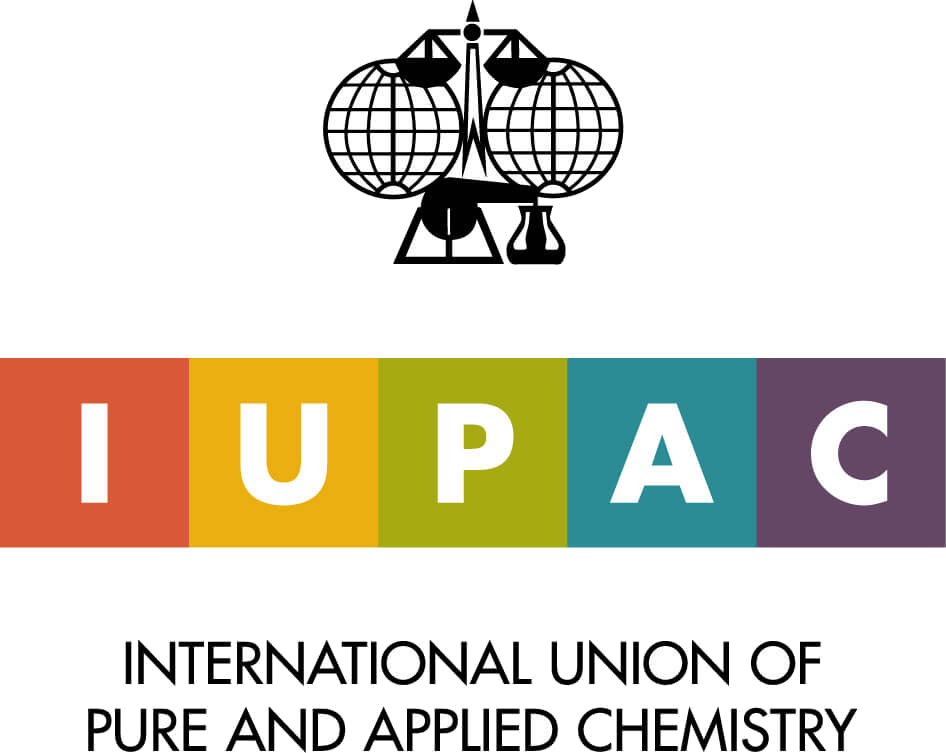 IUPAC
INTERNATIONAL UNION OF
PURE AND APPLIED CHEMISTRY